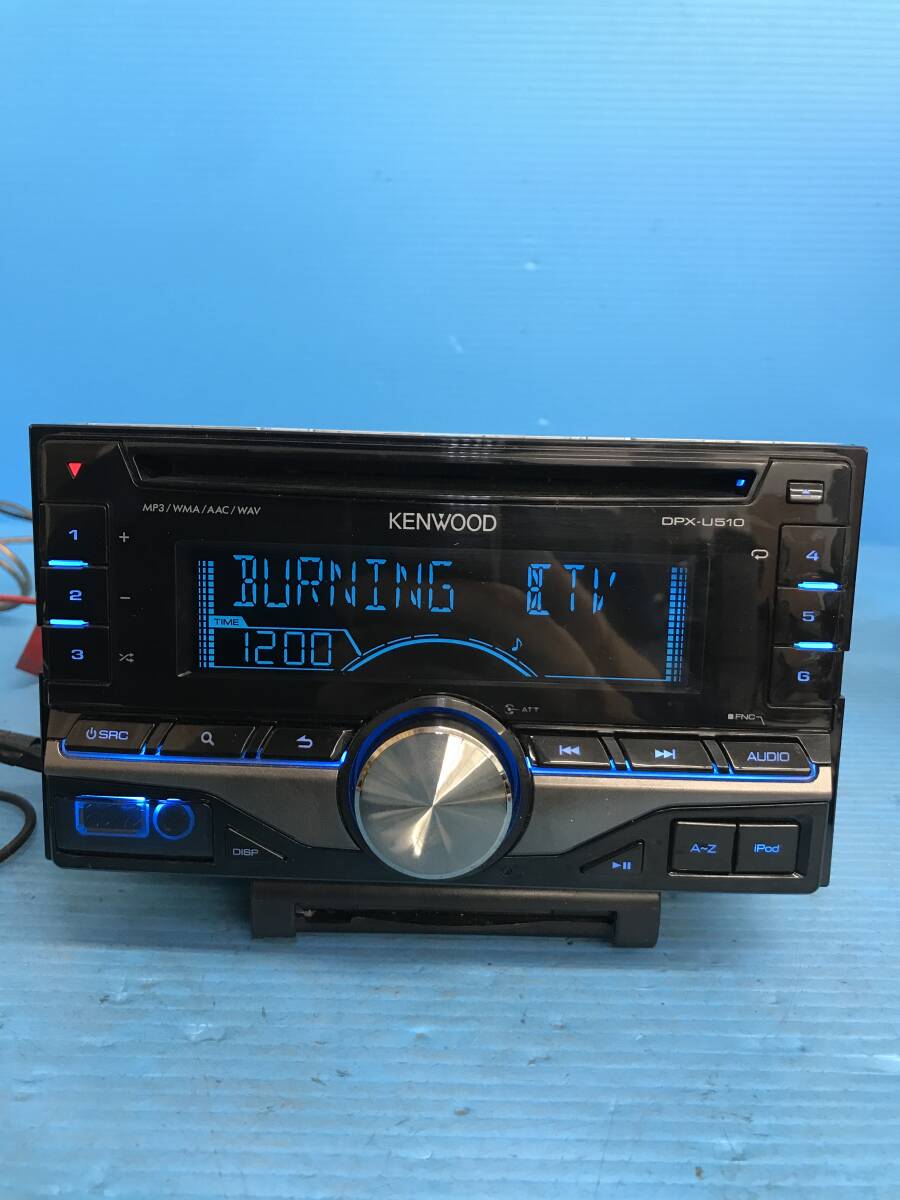 MP3 / WMA / AAC / WAV
KENWOOD
DPX-U510
1 +
2 −
3
4
5
6
BURNING
TIME
1200
ATT
FNC
SRC
AUDIO
DISP
A~Z
iPod